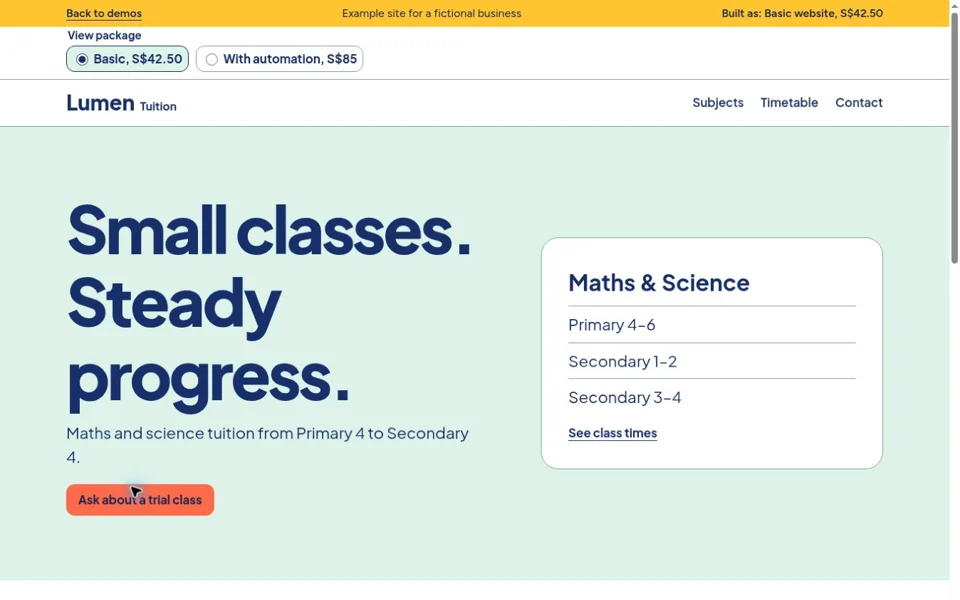 Back to demos
Example site for a fictional business
Built as: Basic website, S$42.50
View package
Basic, S$42.50
With automation, S$85
Lumen Tuition
Subjects
Timetable
Contact
Small classes.
Steady
progress.
Maths and science tuition from Primary 4 to Secondary
4.
Ask about a trial class
Maths & Science
Primary 4–6
Secondary 1–2
Secondary 3–4
See class times